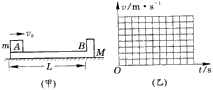 v₀
m A B M
L
(甲)
v/m·s⁻¹
O t/s
(乙)